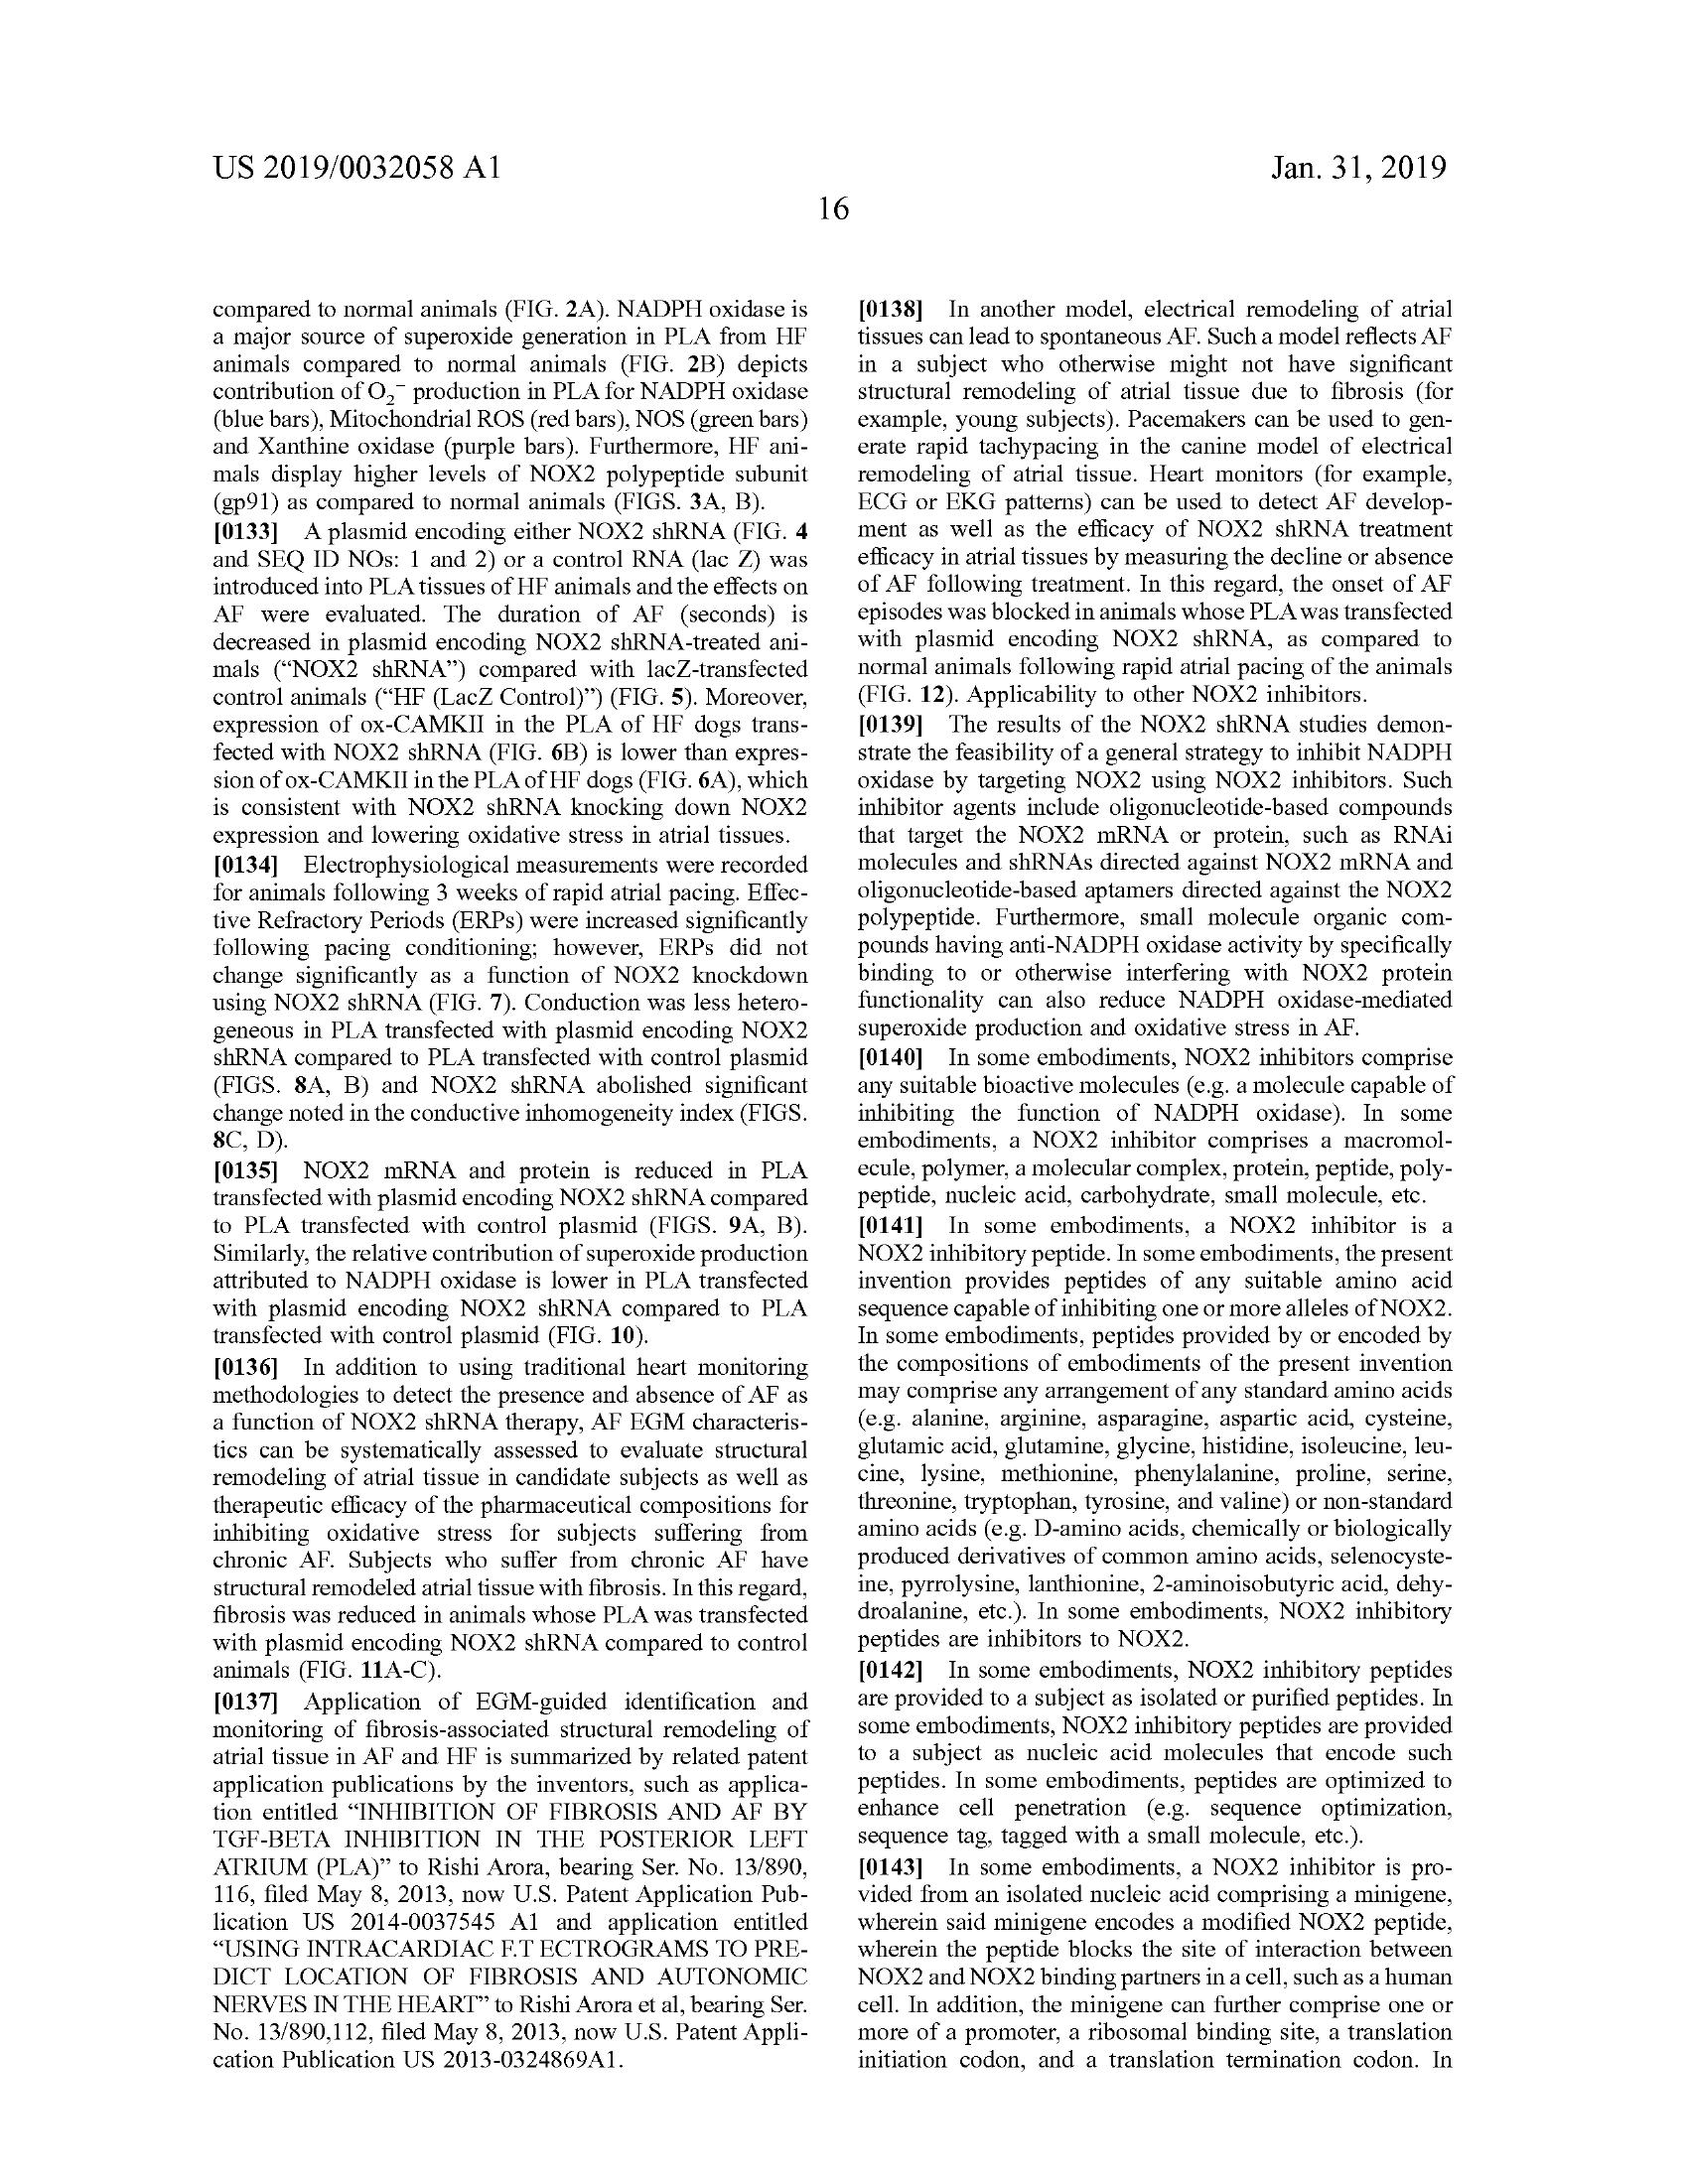 US 2019/0032058 A1
Jan. 31, 2019
16
compared to normal animals (FIG. 2A). NADPH oxidase is
a major source of superoxide generation in PLA from HF
animals compared to normal animals (FIG. 2B) depicts
contribution of O₂⁻ production in PLA for NADPH oxidase
(blue bars), Mitochondrial ROS (red bars), NOS (green bars)
and Xanthine oxidase (purple bars). Furthermore, HF ani-
mals display higher levels of NOX2 polypeptide subunit
(gp91) as compared to normal animals (FIGS. 3A, B).
[0133] A plasmid encoding either NOX2 shRNA (FIG. 4
and SEQ ID NOs: 1 and 2) or a control RNA (lac Z) was
introduced into PLA tissues of HF animals and the effects on
AF were evaluated. The duration of AF (seconds) is
decreased in plasmid encoding NOX2 shRNA-treated ani-
mals (“NOX2 shRNA”) compared with lacZ-transfected
control animals (“HF (LacZ Control)”) (FIG. 5). Moreover,
expression of ox-CAMKII in the PLA of HF dogs trans-
fected with NOX2 shRNA (FIG. 6B) is lower than expres-
sion of ox-CAMKII in the PLA of HF dogs (FIG. 6A), which
is consistent with NOX2 shRNA knocking down NOX2
expression and lowering oxidative stress in atrial tissues.
[0134] Electrophysiological measurements were recorded
for animals following 3 weeks of rapid atrial pacing. Effec-
tive Refractory Periods (ERPs) were increased significantly
following pacing conditioning; however, ERPs did not
change significantly as a function of NOX2 knockdown
using NOX2 shRNA (FIG. 7). Conduction was less hetero-
geneous in PLA transfected with plasmid encoding NOX2
shRNA compared to PLA transfected with control plasmid
(FIGS. 8A, B) and NOX2 shRNA abolished significant
change noted in the conductive inhomogeneity index (FIGS.
8C, D).
[0135] NOX2 mRNA and protein is reduced in PLA
transfected with plasmid encoding NOX2 shRNA compared
to PLA transfected with control plasmid (FIGS. 9A, B).
Similarly, the relative contribution of superoxide production
attributed to NADPH oxidase is lower in PLA transfected
with plasmid encoding NOX2 shRNA compared to PLA
transfected with control plasmid (FIG. 10).
[0136] In addition to using traditional heart monitoring
methodologies to detect the presence and absence of AF as
a function of NOX2 shRNA therapy, AF EGM characteris-
tics can be systematically assessed to evaluate structural
remodeling of atrial tissue in candidate subjects as well as
therapeutic efficacy of the pharmaceutical compositions for
inhibiting oxidative stress for subjects suffering from
chronic AF. Subjects who suffer from chronic AF have
structural remodeled atrial tissue with fibrosis. In this regard,
fibrosis was reduced in animals whose PLA was transfected
with plasmid encoding NOX2 shRNA compared to control
animals (FIG. 11A-C).
[0137] Application of EGM-guided identification and
monitoring of fibrosis-associated structural remodeling of
atrial tissue in AF and HF is summarized by related patent
application publications by the inventors, such as applica-
tion entitled “INHIBITION OF FIBROSIS AND AF BY
TGF-BETA INHIBITION IN THE POSTERIOR LEFT
ATRIUM (PLA)” to Rishi Arora, bearing Ser. No. 13/890,
116, filed May 8, 2013, now U.S. Patent Application Pub-
lication US 2014-0037545 A1 and application entitled
“USING INTRACARDIAC F.T ECTROGRAMS TO PRE-
DICT LOCATION OF FIBROSIS AND AUTONOMIC
NERVES IN THE HEART” to Rishi Arora et al, bearing Ser.
No. 13/890,112, filed May 8, 2013, now U.S. Patent Appli-
cation Publication US 2013-0324869A1.
[0138] In another model, electrical remodeling of atrial
tissues can lead to spontaneous AF. Such a model reflects AF
in a subject who otherwise might not have significant
structural remodeling of atrial tissue due to fibrosis (for
example, young subjects). Pacemakers can be used to gen-
erate rapid tachypacing in the canine model of electrical
remodeling of atrial tissue. Heart monitors (for example,
ECG or EKG patterns) can be used to detect AF develop-
ment as well as the efficacy of NOX2 shRNA treatment
efficacy in atrial tissues by measuring the decline or absence
of AF following treatment. In this regard, the onset of AF
episodes was blocked in animals whose PLA was transfected
with plasmid encoding NOX2 shRNA, as compared to
normal animals following rapid atrial pacing of the animals
(FIG. 12). Applicability to other NOX2 inhibitors.
[0139] The results of the NOX2 shRNA studies demon-
strate the feasibility of a general strategy to inhibit NADPH
oxidase by targeting NOX2 using NOX2 inhibitors. Such
inhibitor agents include oligonucleotide-based compounds
that target the NOX2 mRNA or protein, such as RNAi
molecules and shRNAs directed against NOX2 mRNA and
oligonucleotide-based aptamers directed against the NOX2
polypeptide. Furthermore, small molecule organic com-
pounds having anti-NADPH oxidase activity by specifically
binding to or otherwise interfering with NOX2 protein
functionality can also reduce NADPH oxidase-mediated
superoxide production and oxidative stress in AF.
[0140] In some embodiments, NOX2 inhibitors comprise
any suitable bioactive molecules (e.g. a molecule capable of
inhibiting the function of NADPH oxidase). In some
embodiments, a NOX2 inhibitor comprises a macromol-
ecule, polymer, a molecular complex, protein, peptide, poly-
peptide, nucleic acid, carbohydrate, small molecule, etc.
[0141] In some embodiments, a NOX2 inhibitor is a
NOX2 inhibitory peptide. In some embodiments, the present
invention provides peptides of any suitable amino acid
sequence capable of inhibiting one or more alleles of NOX2.
In some embodiments, peptides provided by or encoded by
the compositions of embodiments of the present invention
may comprise any arrangement of any standard amino acids
(e.g. alanine, arginine, asparagine, aspartic acid, cysteine,
glutamic acid, glutamine, glycine, histidine, isoleucine, leu-
cine, lysine, methionine, phenylalanine, proline, serine,
threonine, tryptophan, tyrosine, and valine) or non-standard
amino acids (e.g. D-amino acids, chemically or biologically
produced derivatives of common amino acids, selenocyste-
ine, pyrrolysine, lanthionine, 2-aminoisobutyric acid, dehy-
droalanine, etc.). In some embodiments, NOX2 inhibitory
peptides are inhibitors to NOX2.
[0142] In some embodiments, NOX2 inhibitory peptides
are provided to a subject as isolated or purified peptides. In
some embodiments, NOX2 inhibitory peptides are provided
to a subject as nucleic acid molecules that encode such
peptides. In some embodiments, peptides are optimized to
enhance cell penetration (e.g. sequence optimization,
sequence tag, tagged with a small molecule, etc.).
[0143] In some embodiments, a NOX2 inhibitor is pro-
vided from an isolated nucleic acid comprising a minigene,
wherein said minigene encodes a modified NOX2 peptide,
wherein the peptide blocks the site of interaction between
NOX2 and NOX2 binding partners in a cell, such as a human
cell. In addition, the minigene can further comprise one or
more of a promoter, a ribosomal binding site, a translation
initiation codon, and a translation termination codon. In